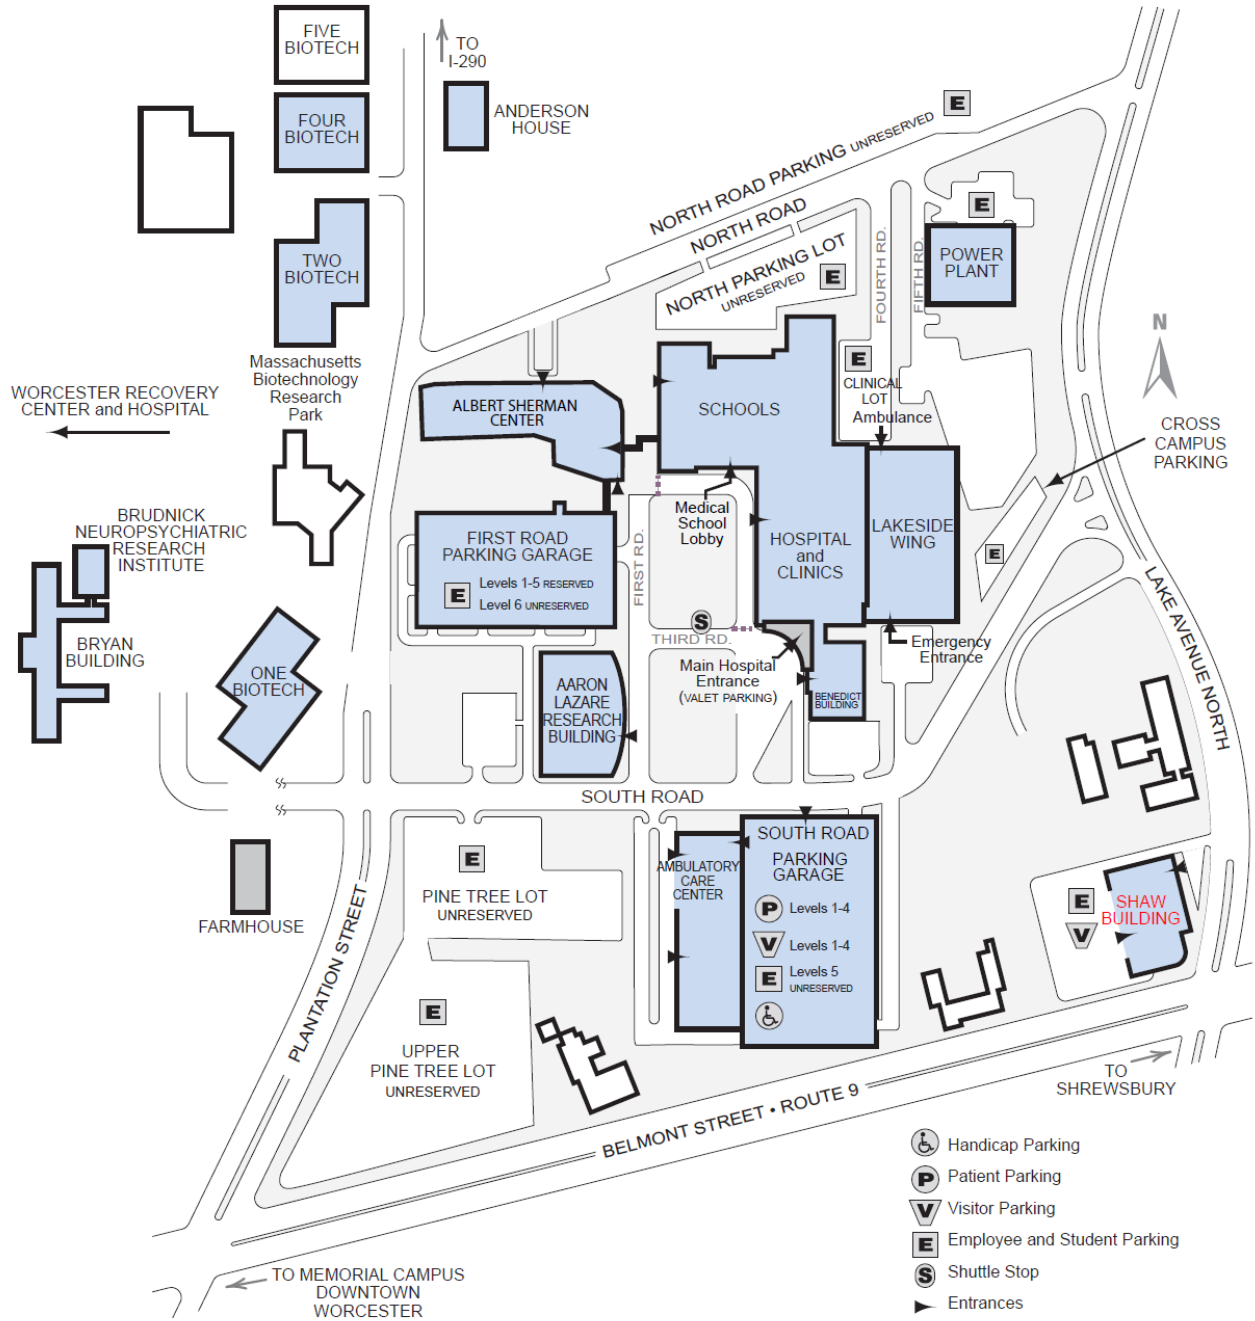 FIVE
BIOTECH
TO
I-290
FOUR
BIOTECH
ANDERSON
HOUSE
E
NORTH ROAD PARKING UNRESERVED
NORTH ROAD
E
TWO
BIOTECH
NORTH PARKING LOT
UNRESERVED
E
FOURTH RD.
FIFTH RD.
POWER
PLANT
N
Massachusetts
Biotechnology
Research
Park
WORCESTER RECOVERY
CENTER and HOSPITAL
ALBERT SHERMAN
CENTER
SCHOOLS
E
CLINICAL
LOT
Ambulance
CROSS
CAMPUS
PARKING
BRUDNICK
NEUROPSYCHIATRIC
RESEARCH
INSTITUTE
FIRST ROAD
PARKING GARAGE
E
Levels 1-5 RESERVED
Level 6 UNRESERVED
FIRST RD.
Medical
School
Lobby
HOSPITAL
and
CLINICS
LAKESIDE
WING
E
LAKE AVENUE NORTH
BRYAN
BUILDING
ONE
BIOTECH
S
THIRD RD.
Main Hospital
Entrance
(VALET PARKING)
Emergency
Entrance
AARON
LAZARE
RESEARCH
BUILDING
BENEDICT
BUILDING
SOUTH ROAD
SOUTH ROAD
PARKING
GARAGE
P
Levels 1-4
V
Levels 1-4
E
Levels 5
UNRESERVED
AMBULATORY
CARE
CENTER
E
PINE TREE LOT
UNRESERVED
FARMHOUSE
PLANTATION STREET
E
V
SHAW
BUILDING
E
UPPER
PINE TREE LOT
UNRESERVED
TO
SHREWSBURY
BELMONT STREET • ROUTE 9
TO MEMORIAL CAMPUS
DOWNTOWN
WORCESTER
Handicap Parking
P Patient Parking
V Visitor Parking
E Employee and Student Parking
S Shuttle Stop
Entrances